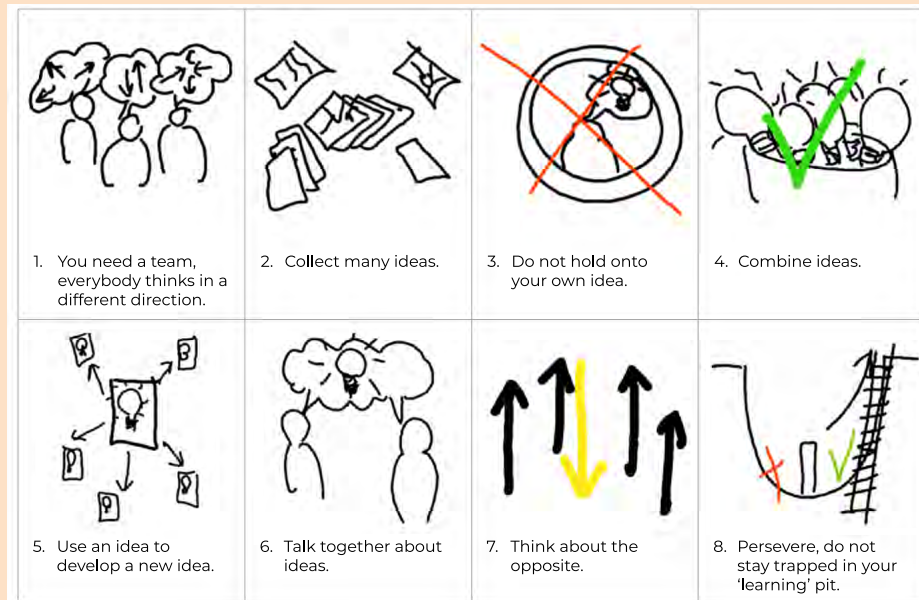 1. You need a team,
everybody thinks in a
different direction.
2. Collect many ideas.
3. Do not hold onto
your own idea.
4. Combine ideas.
5. Use an idea to
develop a new idea.
6. Talk together about
ideas.
7. Think about the
opposite.
8. Persevere, do not
stay trapped in your
‘learning’ pit.